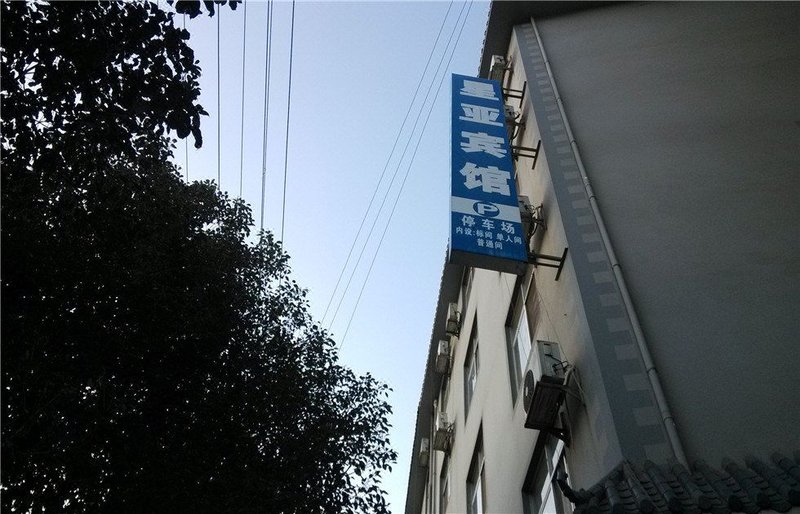 星亚宾馆
P
停车场
内设:标间 单人间
普通间